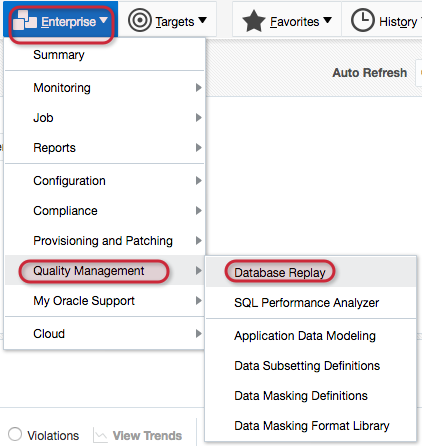 Enterprise Targets Favorites History
Summary
Auto Refresh
Monitoring
Job
Reports
Configuration
Compliance
Provisioning and Patching
Quality Management
Database Replay
My Oracle Support
SQL Performance Analyzer
Cloud
Application Data Modeling
Data Subsetting Definitions
Data Masking Definitions
Data Masking Format Library
Violations View Trends